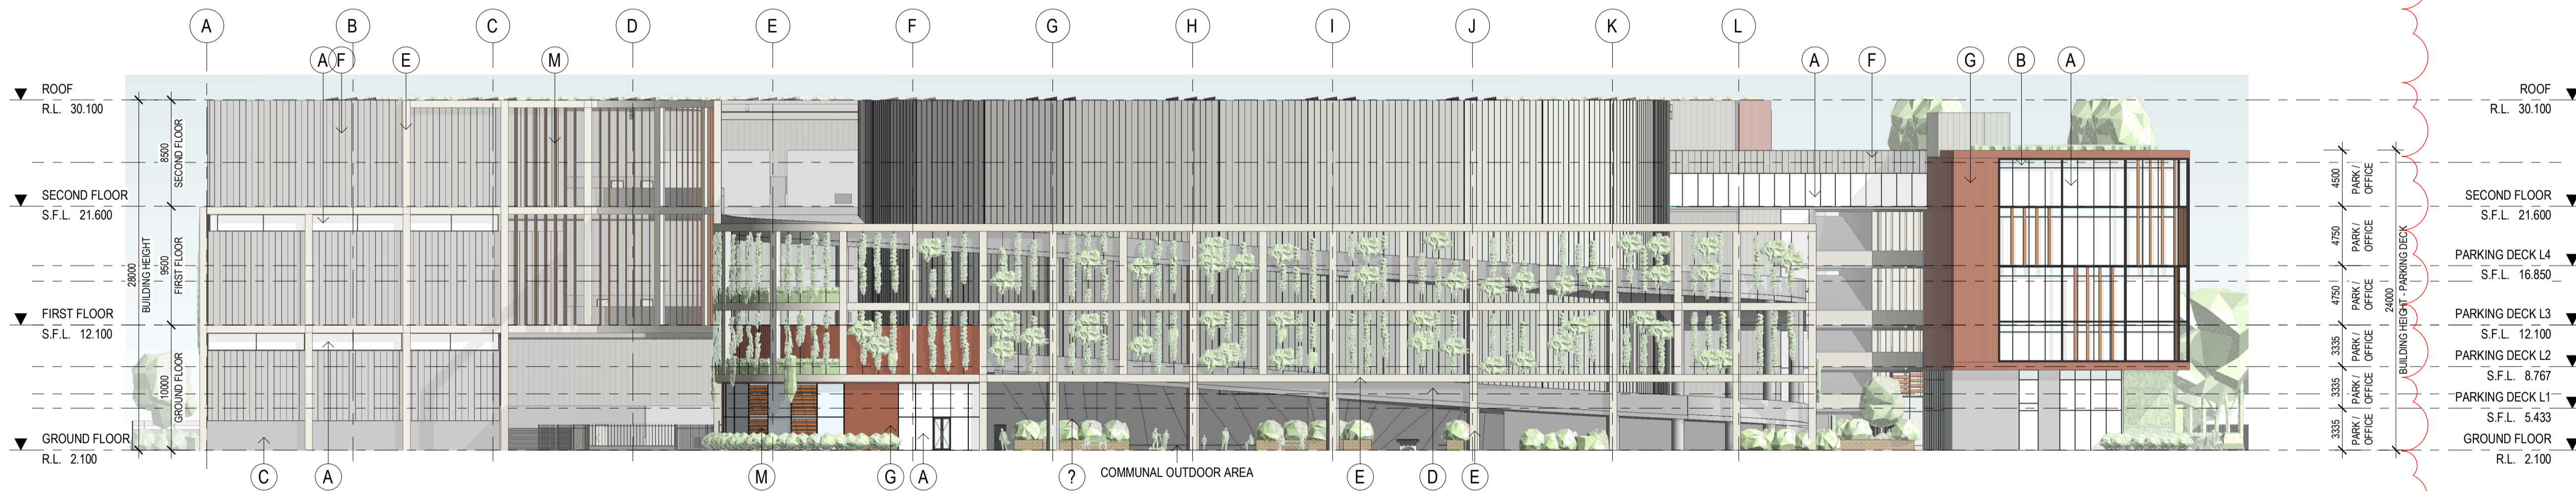 A B C D E F G H I J K L
A F E M A F G B A
ROOF
R.L. 30.100
SECOND FLOOR
S.F.L. 21.600
FIRST FLOOR
S.F.L. 12.100
GROUND FLOOR
R.L. 2.100
28000
BUILDING HEIGHT
8500
SECOND FLOOR
9500
FIRST FLOOR
10000
GROUND FLOOR
C A M G A ? E D E
COMMUNAL OUTDOOR AREA
4500
PARK /
OFFICE
4750
PARK /
OFFICE
4750
PARK /
OFFICE
3335
PARK /
OFFICE
3335
PARK /
OFFICE
3335
PARK /
OFFICE
24000
BUILDING HEIGHT - PARKING DECK
ROOF
R.L. 30.100
SECOND FLOOR
S.F.L. 21.600
PARKING DECK L4
S.F.L. 16.850
PARKING DECK L3
S.F.L. 12.100
PARKING DECK L2
S.F.L. 8.767
PARKING DECK L1
S.F.L. 5.433
GROUND FLOOR
R.L. 2.100